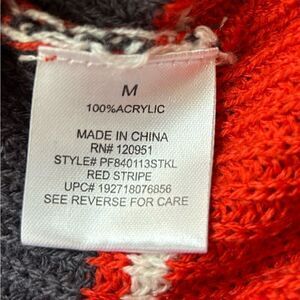 M
100%ACRYLIC
MADE IN CHINA
RN# 120951
STYLE# PF840113STKL
RED STRIPE
UPC# 192718076856
SEE REVERSE FOR CARE